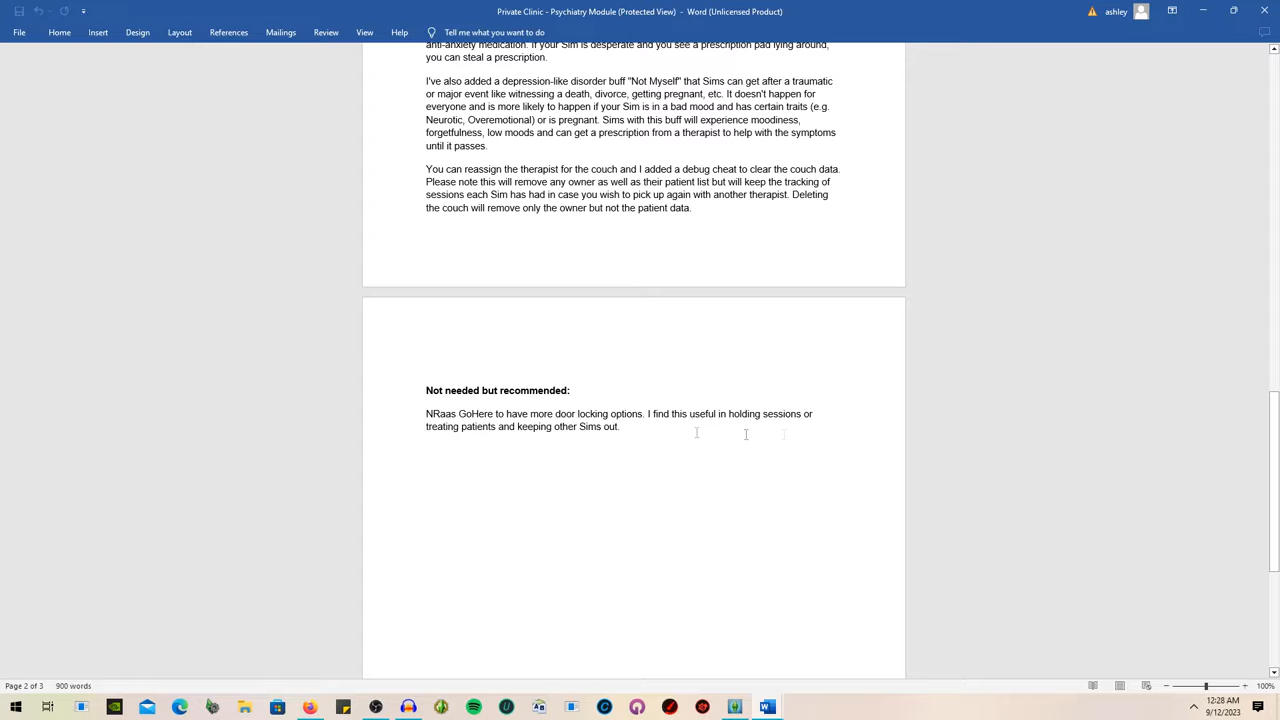 Private Clinic - Psychiatry Module (Protected View) - Word (Unlicensed Product)
ashley
File Home Insert Design Layout References Mailings Review View Help Tell me what you want to do
anti-anxiety medication. If your Sim is desperate and you see a prescription pad lying around,
you can steal a prescription.
I've also added a depression-like disorder buff "Not Myself" that Sims can get after a traumatic
or major event like witnessing a death, divorce, getting pregnant, etc. It doesn't happen for
everyone and is more likely to happen if your Sim is in a bad mood and has certain traits (e.g.
Neurotic, Overemotional) or is pregnant. Sims with this buff will experience moodiness,
forgetfulness, low moods and can get a prescription from a therapist to help with the symptoms
until it passes.
You can reassign the therapist for the couch and I added a debug cheat to clear the couch data.
Please note this will remove any owner as well as their patient list but will keep the tracking of
sessions each Sim has had in case you wish to pick up again with another therapist. Deleting
the couch will remove only the owner but not the patient data.
Not needed but recommended:
NRaas GoHere to have more door locking options. I find this useful in holding sessions or
treating patients and keeping other Sims out.
Page 2 of 3 900 words
100%
12:28 AM
9/12/2023